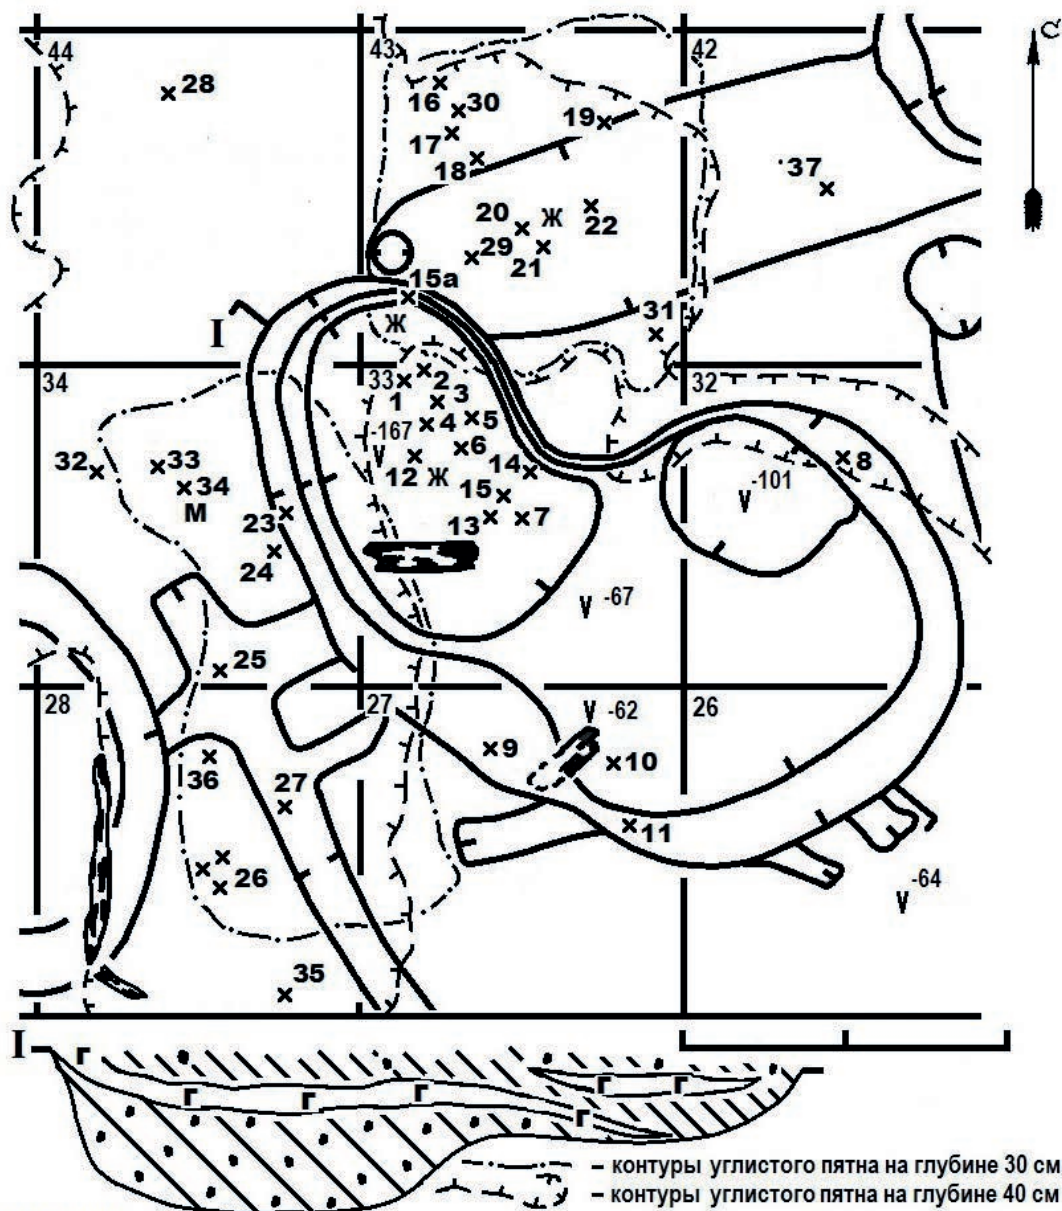 С
44 43 42
28
16 30
19
17
18
37
20 Ж 22
29
21
15а
I
Ж
31
34 33 32
2
1 3
4 5
-167
6
32 33
12 Ж 14
8
34
М
15
-101
23
13 7
24
-67
25
28 27 26
-62
9
10
36
27
11
26
-64
35
I
Г
Г Г
Г Г Г
Г
– контуры углистого пятна на глубине 30 см
– контуры углистого пятна на глубине 40 см